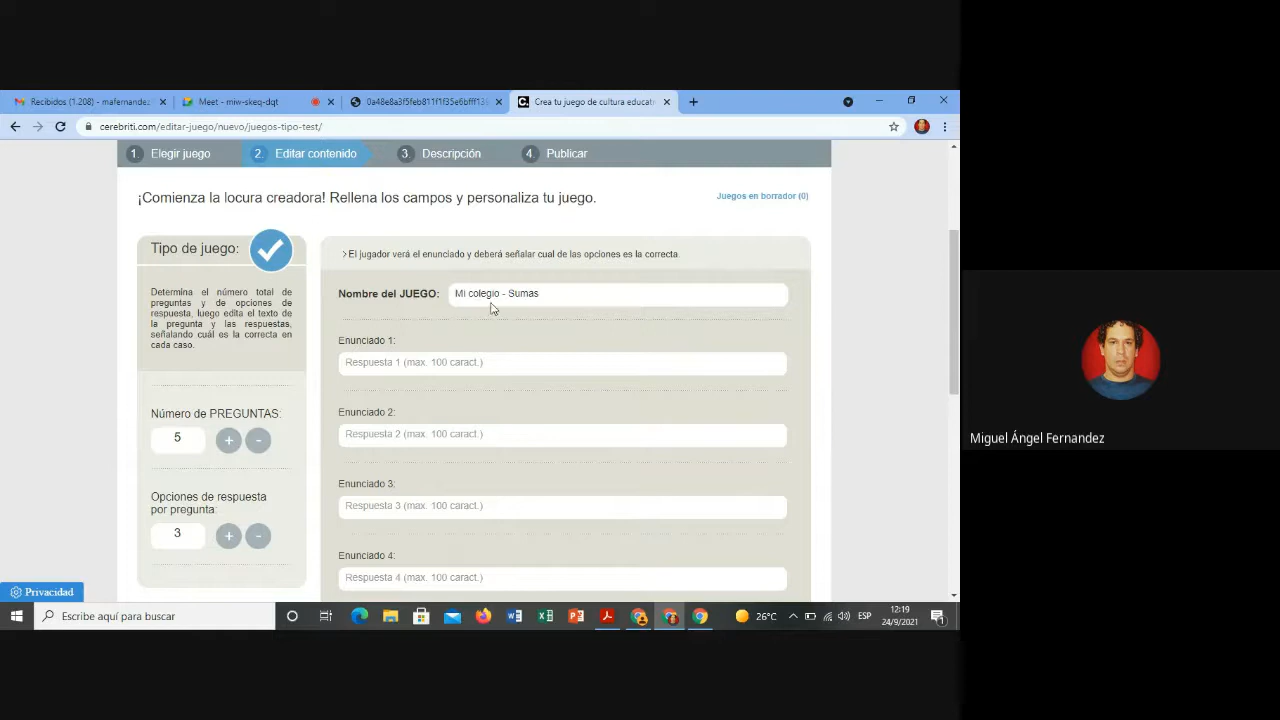 Recibidos (1.208) - mafernandez
Meet - miw-skeq-dqt
0a48e8a3f5feb811f1f35e6bfff13
Crea tu juego de cultura educat
cerebriti.com/editar-juego/nuevo/juegos-tipo-test/
1 Elegir juego
2. Editar contenido
3 Descripción
4. Publicar
¡Comienza la locura creadora! Rellena los campos y personaliza tu juego.
Juegos en borrador (0)
Tipo de juego:
Determina el número total de
preguntas y de opciones de
respuesta, luego edita el texto de
la pregunta y las respuestas,
señalando cuál es la correcta en
cada caso.
Número de PREGUNTAS:
5
+ -
Opciones de respuesta
por pregunta:
3
+ -
>El jugador verá el enunciado y deberá señalar cual de las opciones es la correcta.
Nombre del JUEGO: Mi colegio - Sumas
Enunciado 1:
Respuesta 1 (max. 100 caract.)
Enunciado 2:
Respuesta 2 (max. 100 caract.)
Enunciado 3:
Respuesta 3 (max. 100 caract.)
Enunciado 4:
Respuesta 4 (max. 100 caract.)
Privacidad
Escribe aquí para buscar
26°C
ESP
12:19
24/9/2021
1
Miguel Ángel Fernandez